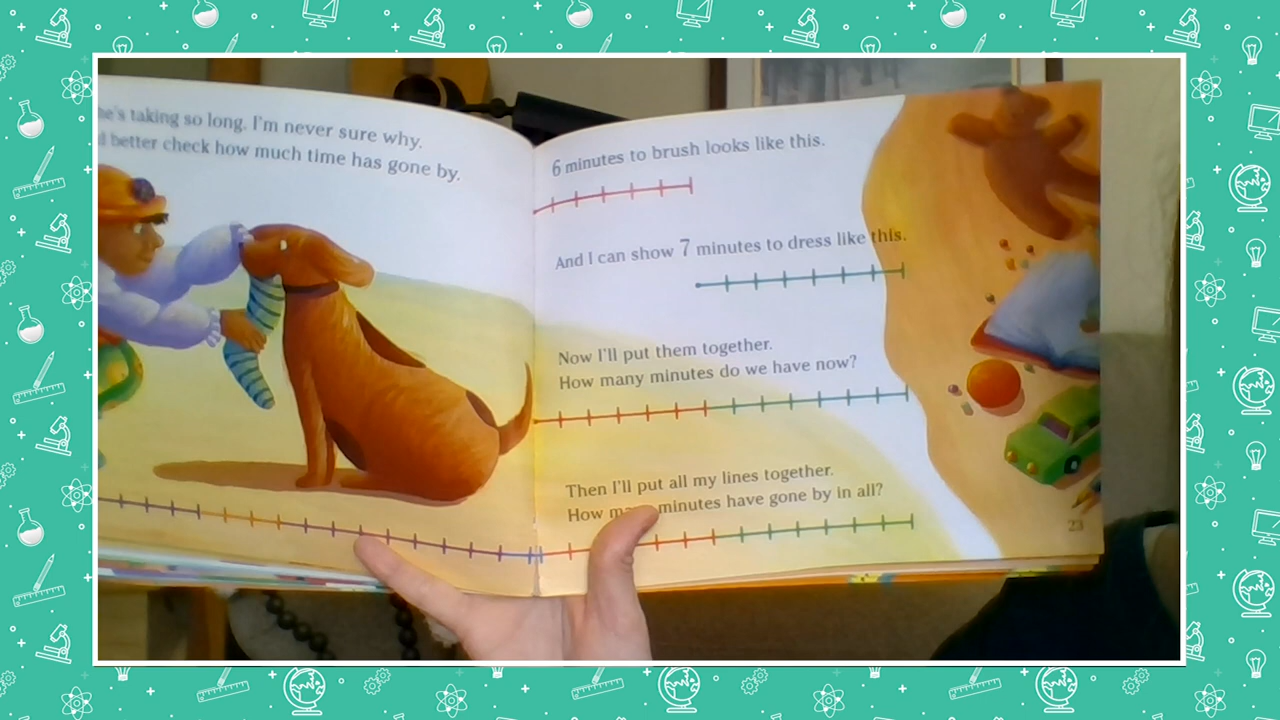 he's taking so long. I'm never sure why.
better check how much time has gone by.
6 minutes to brush looks like this.
And I can show 7 minutes to dress like this.
Now I'll put them together.
How many minutes do we have now?
Then I'll put all my lines together.
How minutes have gone by in all?
23